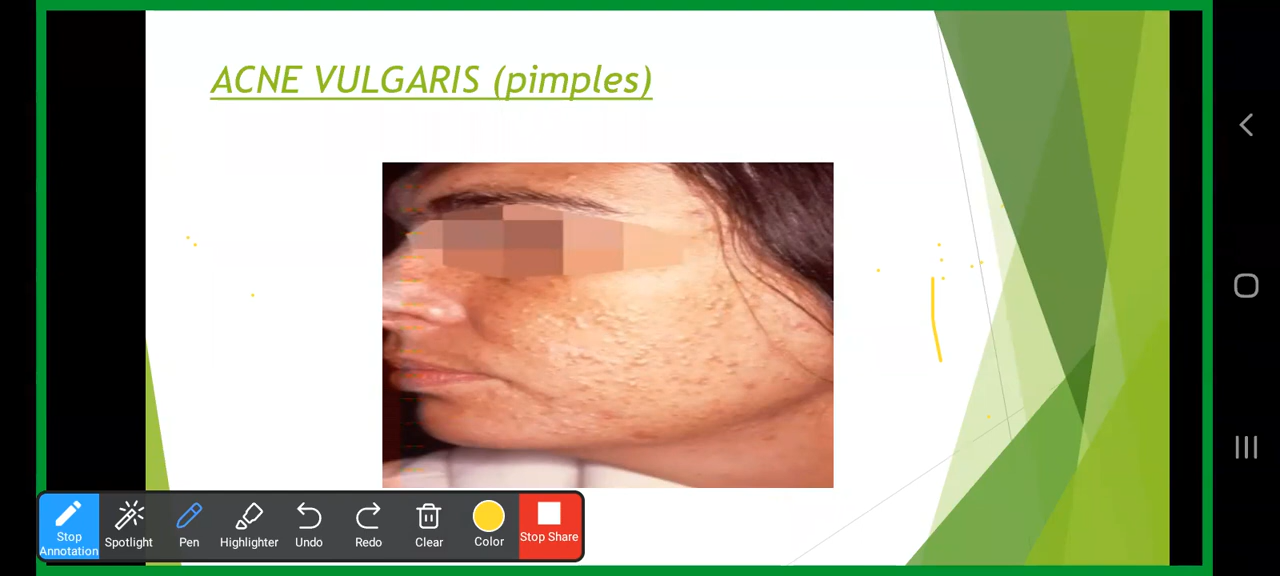 ACNE VULGARIS (pimples)
Stop Annotation
Spotlight
Pen
Highlighter
Undo
Redo
Clear
Color
Stop Share